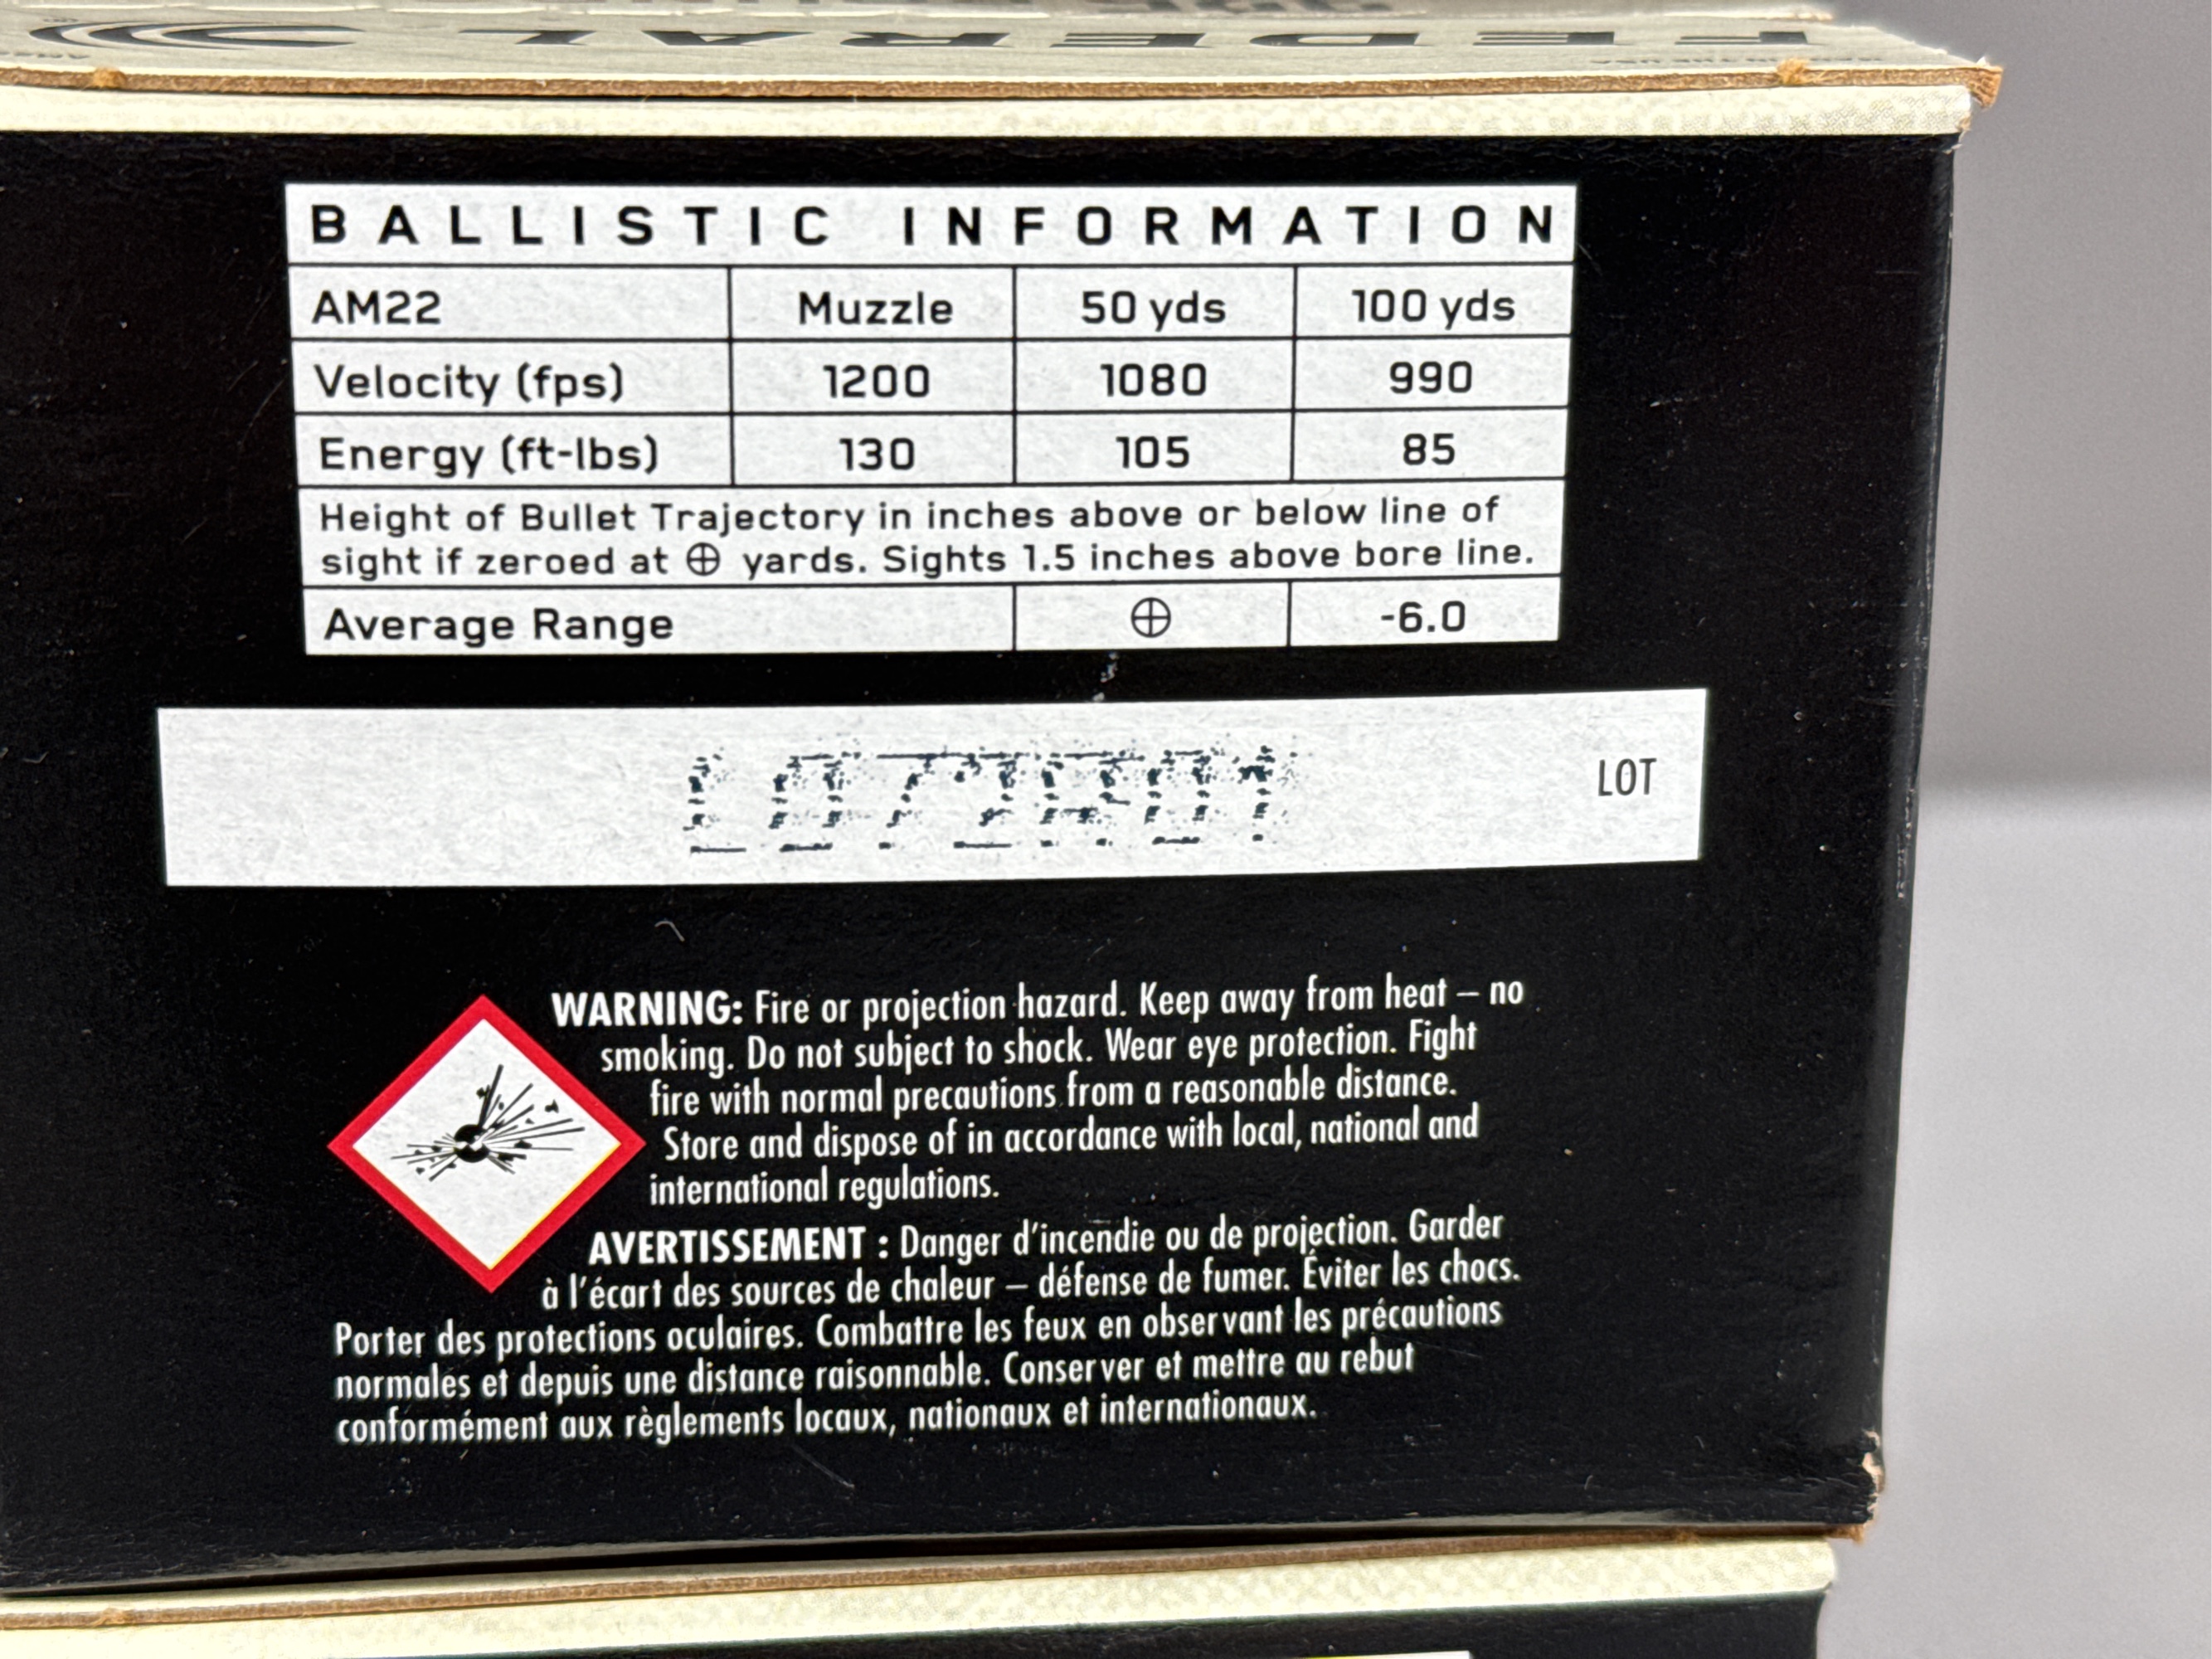 FEDERAL
BALLISTIC INFORMATION
AM22 Muzzle 50 yds 100 yds
Velocity (fps) 1200 1080 990
Energy (ft-lbs) 130 105 85
Height of Bullet Trajectory in inches above or below line of
sight if zeroed at ⊕ yards. Sights 1.5 inches above bore line.
Average Range ⊕ -6.0
LOT
WARNING: Fire or projection hazard. Keep away from heat – no
smoking. Do not subject to shock. Wear eye protection. Fight
fire with normal precautions from a reasonable distance.
Store and dispose of in accordance with local, national and
international regulations.
AVERTISSEMENT : Danger d'incendie ou de projection. Garder
à l'écart des sources de chaleur – défense de fumer. Éviter les chocs.
Porter des protections oculaires. Combattre les feux en observant les précautions
normales et depuis une distance raisonnable. Conserver et mettre au rebut
conformément aux règlements locaux, nationaux et internationaux.